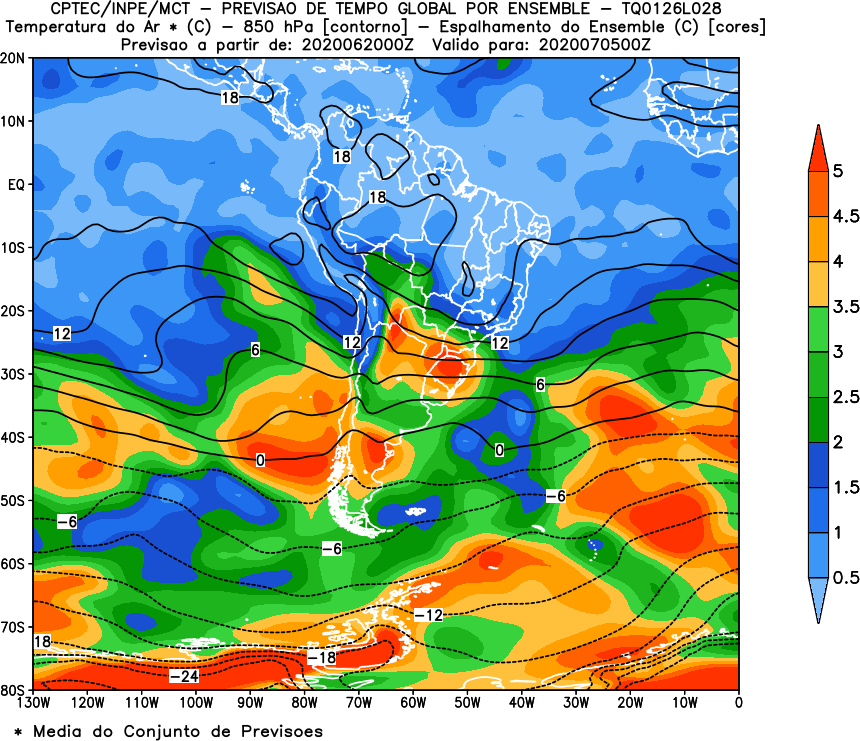 CPTEC/INPE/MCT − PREVISAO DE TEMPO GLOBAL POR ENSEMBLE − TQ0126L028
Temperatura do Ar * (C) − 850 hPa [contorno] − Espalhamento do Ensemble (C) [cores]
Previsao a partir de: 2020062000Z Valido para: 2020070500Z
20N
10N
EQ
10S
20S
30S
40S
50S
60S
70S
80S
18
18
18
12
12
12
6
6
0
0
−6
−6
−6
−12
18
−18
−24
5
4.5
4
3.5
3
2.5
2
1.5
1
0.5
130W 120W 110W 100W 90W 80W 70W 60W 50W 40W 30W 20W 10W 0
* Media do Conjunto de Previsoes